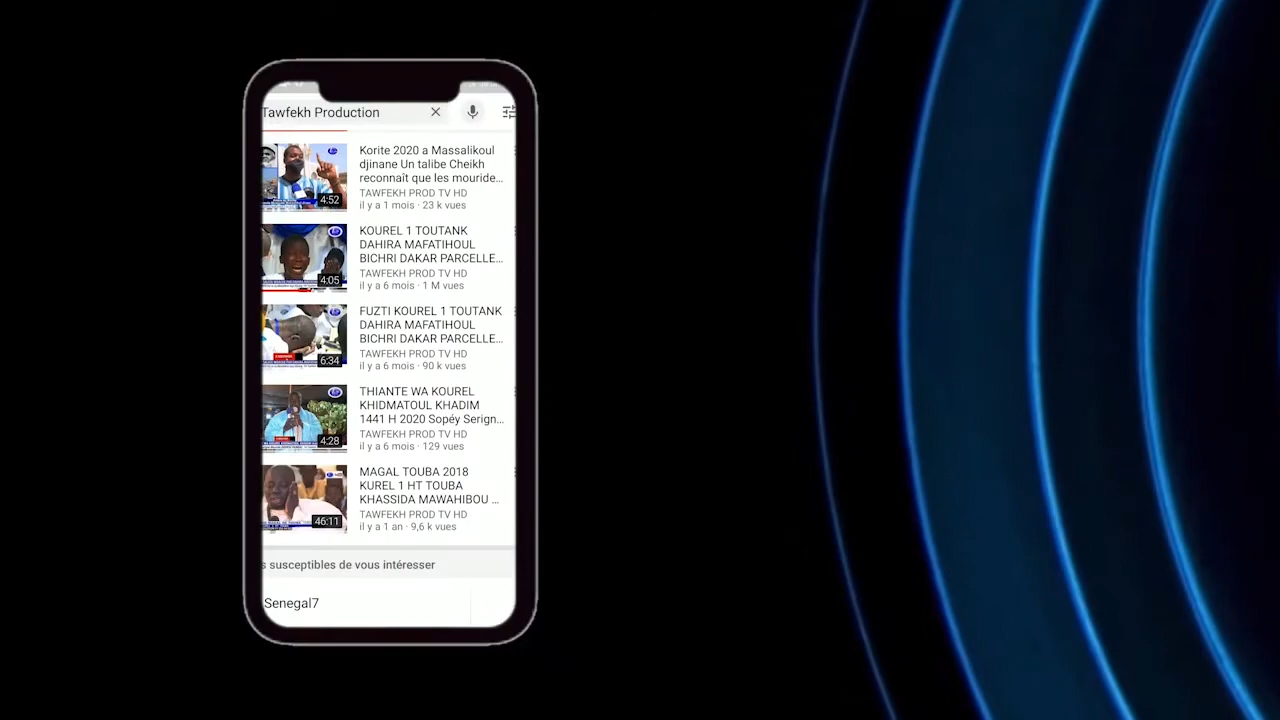 Tawfekh Production
Korite 2020 a Massalikoul
djinane Un talibe Cheikh
reconnaît que les mouride...
TAWFEKH PROD TV HD
il y a 1 mois · 23 k vues
4:52
KOUREL 1 TOUTANK
DAHIRA MAFATIHOUL
BICHRI DAKAR PARCELLE...
TAWFEKH PROD TV HD
il y a 6 mois · 1 M vues
4:05
FUZTI KOUREL 1 TOUTANK
DAHIRA MAFATIHOUL
BICHRI DAKAR PARCELLE...
TAWFEKH PROD TV HD
il y a 6 mois · 90 k vues
6:34
THIANTE WA KOUREL
KHIDMATOUL KHADIM
1441 H 2020 Sopéy Serign...
TAWFEKH PROD TV HD
il y a 6 mois · 129 vues
4:28
MAGAL TOUBA 2018
KUREL 1 HT TOUBA
KHASSIDA MAWAHIBOU ...
TAWFEKH PROD TV HD
il y a 1 an · 9,6 k vues
46:11
s susceptibles de vous intéresser
Senegal7